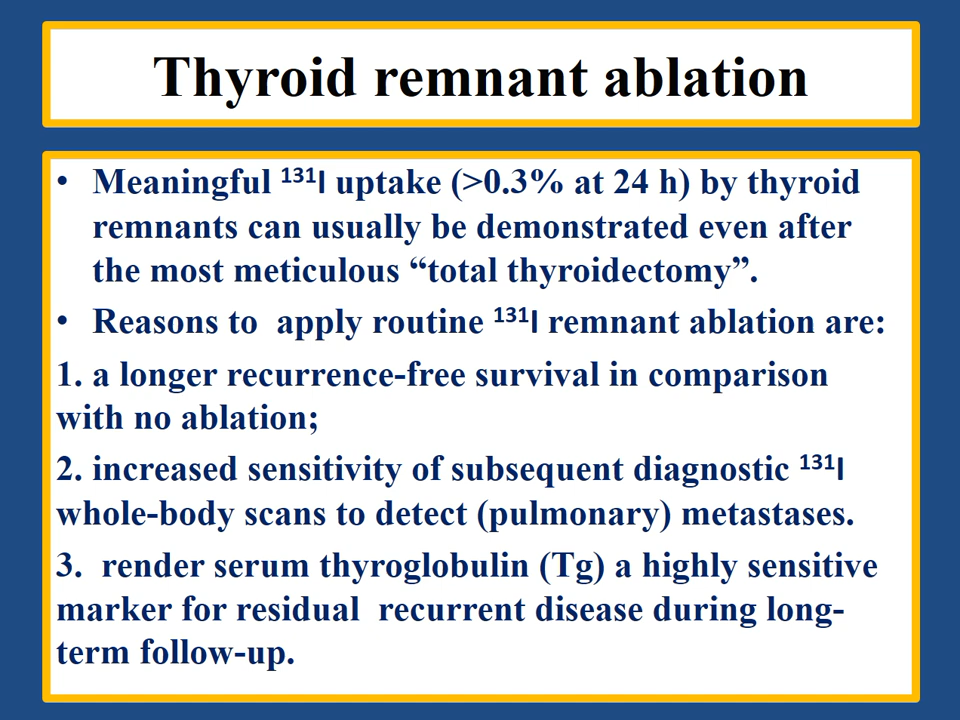 Thyroid remnant ablation
• Meaningful ¹³¹I uptake (>0.3% at 24 h) by thyroid
remnants can usually be demonstrated even after
the most meticulous “total thyroidectomy”.
• Reasons to  apply routine ¹³¹I remnant ablation are:
1. a longer recurrence-free survival in comparison
with no ablation;
2. increased sensitivity of subsequent diagnostic ¹³¹I
whole-body scans to detect (pulmonary) metastases.
3.  render serum thyroglobulin (Tg) a highly sensitive
marker for residual  recurrent disease during long-
term follow-up.